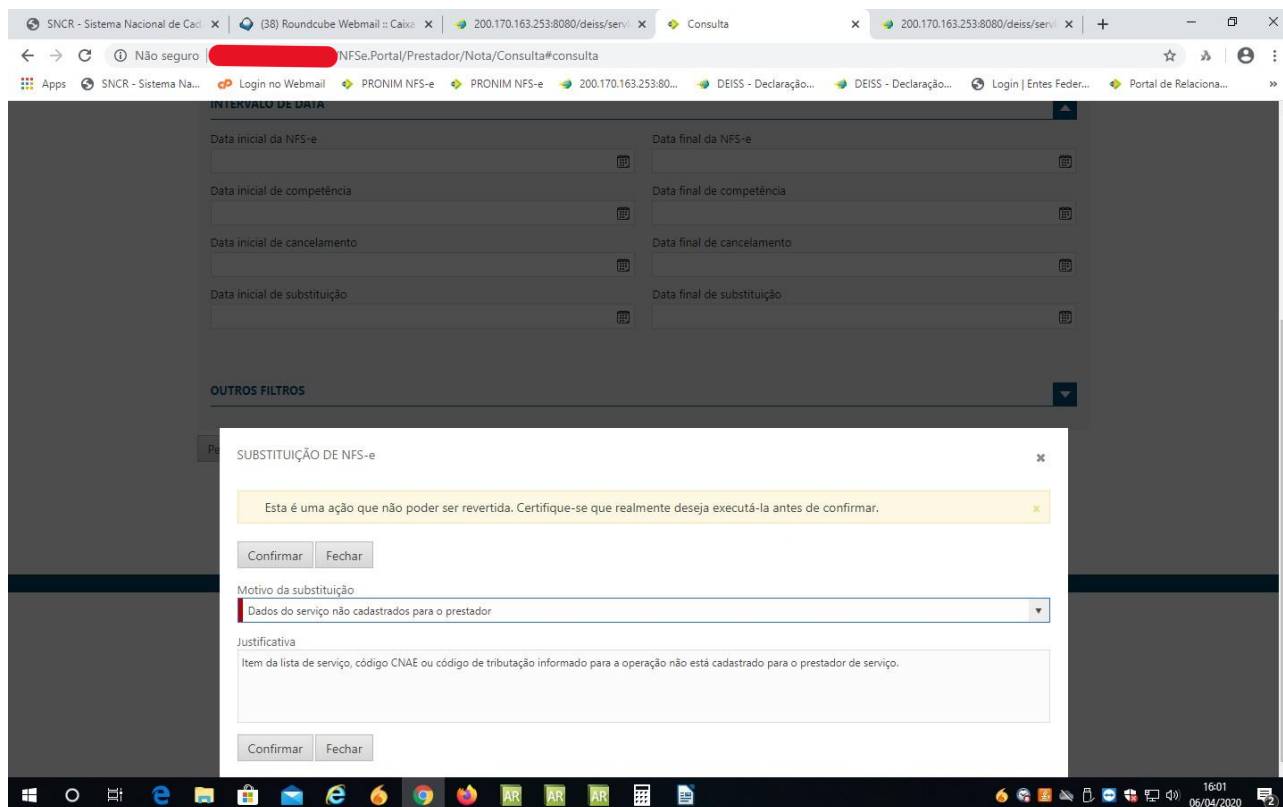 SNCR - Sistema Nacional de Cad
(38) Roundcube Webmail :: Caixa
200.170.163.253:8080/deiss/servi
Consulta
200.170.163.253:8080/deiss/servi
Não seguro
/NFSe.Portal/Prestador/Nota/Consulta#consulta
Apps
SNCR - Sistema Na...
Login no Webmail
PRONIM NFS-e
PRONIM NFS-e
200.170.163.253:80...
DEISS - Declaração...
DEISS - Declaração...
Login | Entes Feder...
Portal de Relaciona...
»
INTERVALO DE DATA
Data inicial da NFS-e
Data final da NFS-e
Data inicial de competência
Data final de competência
Data inicial de cancelamento
Data final de cancelamento
Data inicial de substituição
Data final de substituição
OUTROS FILTROS
Pe
SUBSTITUIÇÃO DE NFS-e
Esta é uma ação que não poder ser revertida. Certifique-se que realmente deseja executá-la antes de confirmar.
Confirmar
Fechar
Motivo da substituição
Dados do serviço não cadastrados para o prestador
Justificativa
Item da lista de serviço, código CNAE ou código de tributação informado para a operação não está cadastrado para o prestador de serviço.
Confirmar
Fechar
AR
AR
AR
16:01
06/04/2020